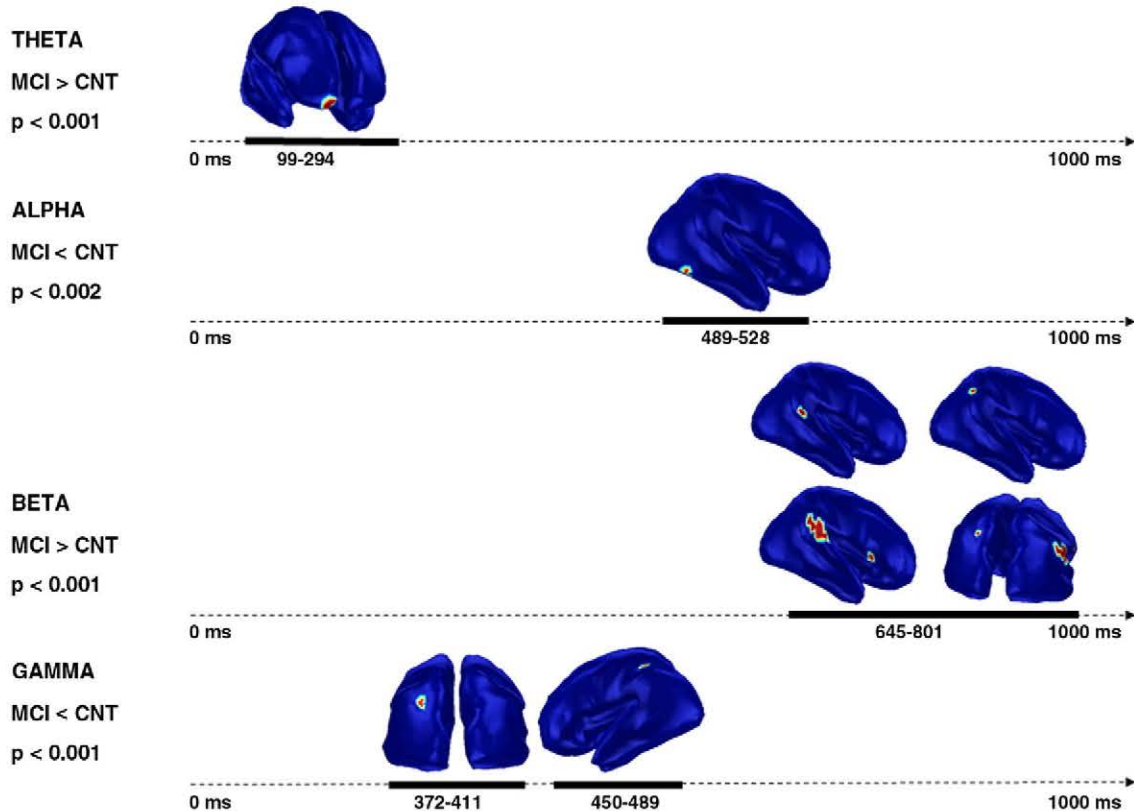 THETA
MCI > CNT
p < 0.001
0 ms 99-294 1000 ms
ALPHA
MCI < CNT
p < 0.002
0 ms 489-528 1000 ms
BETA
MCI > CNT
p < 0.001
0 ms 645-801 1000 ms
GAMMA
MCI < CNT
p < 0.001
0 ms 372-411 450-489 1000 ms